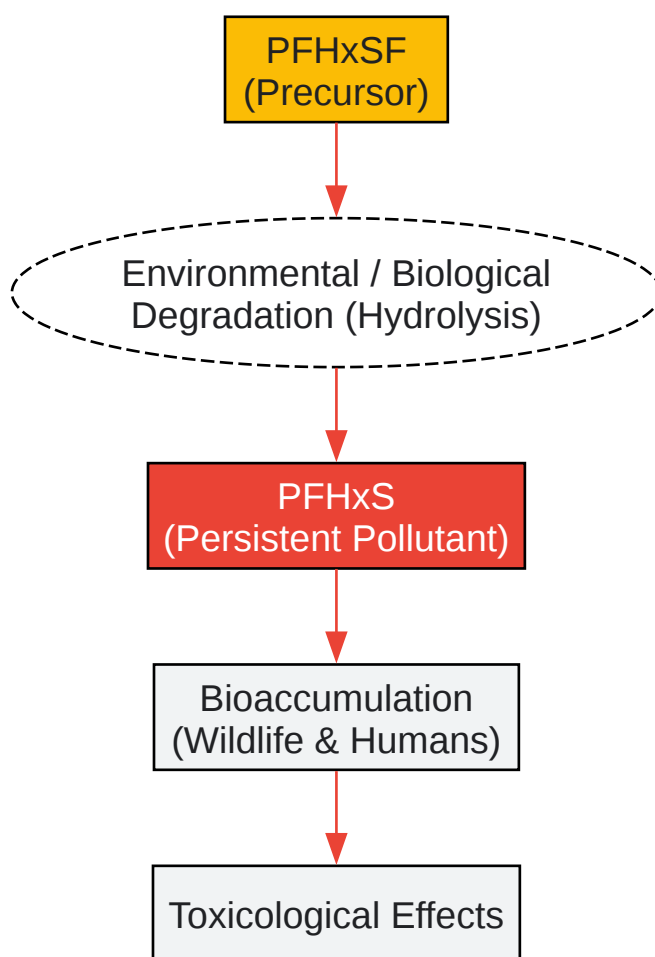 PFHxSF
(Precursor)
Environmental / Biological
Degradation (Hydrolysis)
PFHxS
(Persistent Pollutant)
Bioaccumulation
(Wildlife & Humans)
Toxicological Effects